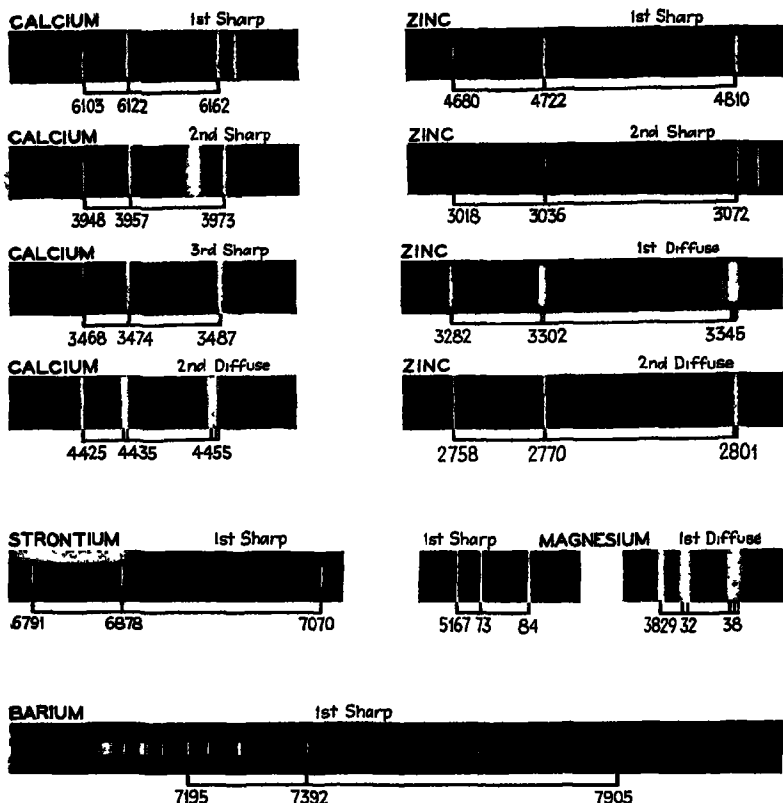 CALCIUM 1st Sharp
6103 6122 6162
CALCIUM 2nd Sharp
3948 3957 3973
CALCIUM 3rd Sharp
3468 3474 3487
CALCIUM 2nd Diffuse
4425 4435 4455
ZINC 1st Sharp
4680 4722 4810
ZINC 2nd Sharp
3018 3036 3072
ZINC 1st Diffuse
3282 3302 3345
ZINC 2nd Diffuse
2758 2770 2801
STRONTIUM 1st Sharp
6791 6878 7070
1st Sharp MAGNESIUM 1st Diffuse
5167 73 84 3829 32 38
BARIUM 1st Sharp
7195 7392 7905